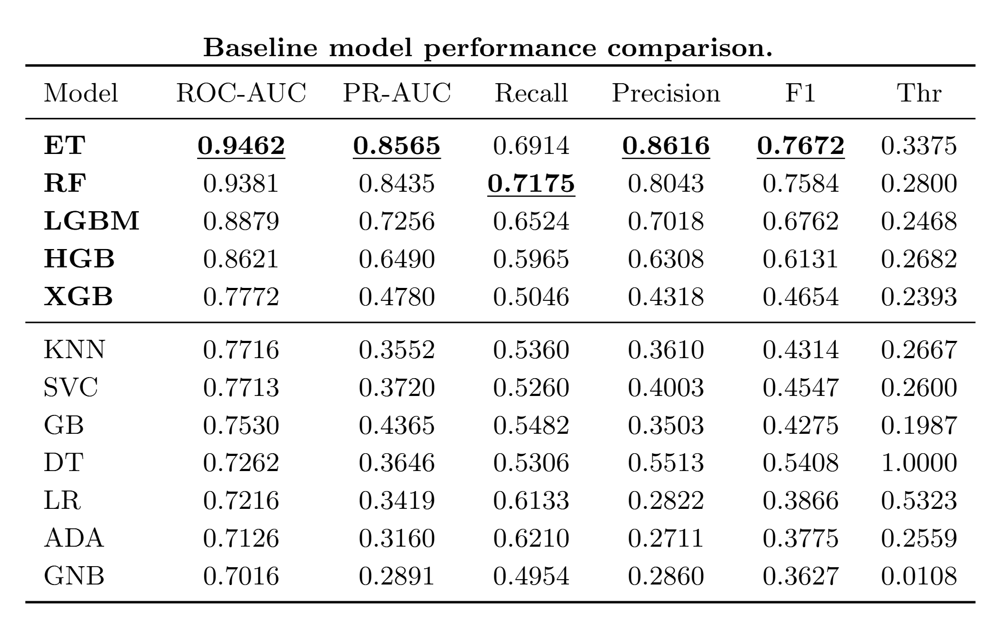 Baseline model performance comparison.
Model ROC-AUC PR-AUC Recall Precision F1 Thr
ET 0.9462 0.8565 0.6914 0.8616 0.7672 0.3375
RF 0.9381 0.8435 0.7175 0.8043 0.7584 0.2800
LGBM 0.8879 0.7256 0.6524 0.7018 0.6762 0.2468
HGB 0.8621 0.6490 0.5965 0.6308 0.6131 0.2682
XGB 0.7772 0.4780 0.5046 0.4318 0.4654 0.2393
KNN 0.7716 0.3552 0.5360 0.3610 0.4314 0.2667
SVC 0.7713 0.3720 0.5260 0.4003 0.4547 0.2600
GB 0.7530 0.4365 0.5482 0.3503 0.4275 0.1987
DT 0.7262 0.3646 0.5306 0.5513 0.5408 1.0000
LR 0.7216 0.3419 0.6133 0.2822 0.3866 0.5323
ADA 0.7126 0.3160 0.6210 0.2711 0.3775 0.2559
GNB 0.7016 0.2891 0.4954 0.2860 0.3627 0.0108